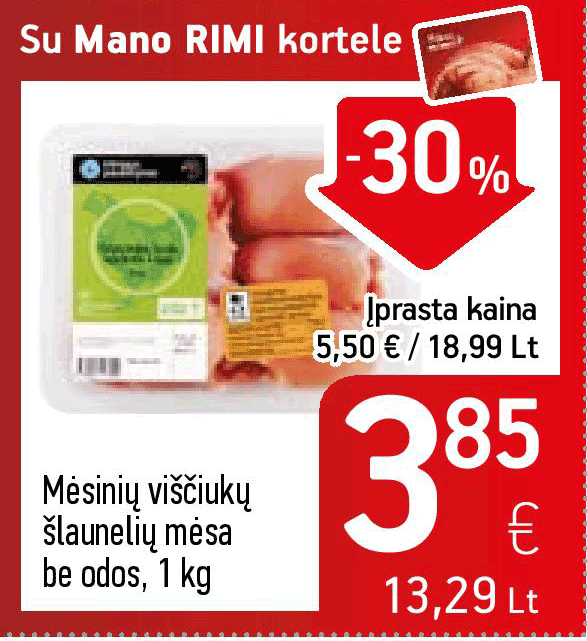 Su Mano RIMI kortele
-30%
Įprasta kaina
5,50 € / 18,99 Lt
3 85
€
13,29 Lt
Mėsinių viščiukų
šlaunelių mėsa
be odos, 1 kg